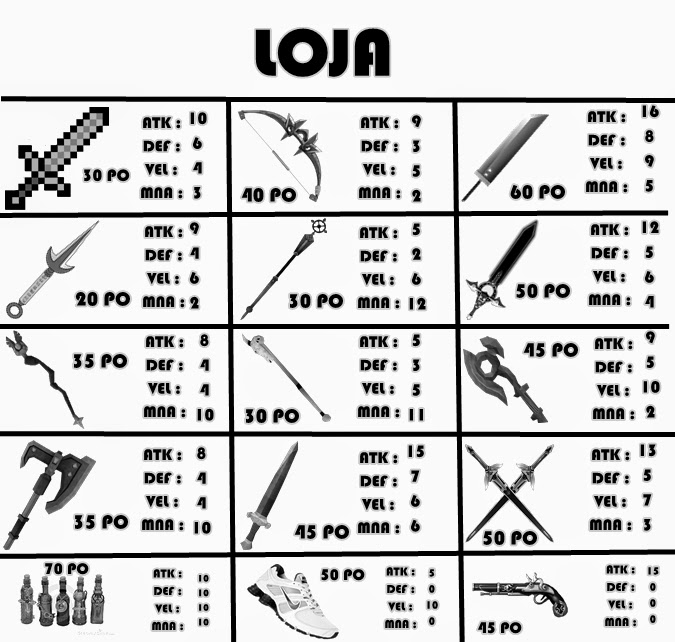 LOJA
ATK : 10
DEF : 6
VEL : 4
MNA : 3
30 PO
ATK : 9
DEF : 3
VEL : 5
MNA : 2
40 PO
ATK : 16
DEF : 8
VEL : 9
MNA : 5
60 PO
ATK : 9
DEF : 4
VEL : 6
MNA : 2
20 PO
ATK : 5
DEF : 2
VEL : 6
MNA : 12
30 PO
ATK : 12
DEF : 5
VEL : 6
MNA : 4
50 PO
35 PO
ATK : 8
DEF : 4
VEL : 4
MNA : 10
ATK : 5
DEF : 3
VEL : 5
MNA : 11
30 PO
45 PO
ATK : 9
DEF : 5
VEL : 10
MNA : 2
ATK : 8
DEF : 4
VEL : 4
MNA : 10
35 PO
ATK : 15
DEF : 7
VEL : 6
MNA : 6
45 PO
ATK : 13
DEF : 5
VEL : 7
MNA : 3
50 PO
70 PO
ATK : 10
DEF : 10
VEL : 10
MNA : 10
50 PO
ATK : 5
DEF : 0
VEL : 10
MNA : 0
ATK : 15
DEF : 0
VEL : 0
MNA : 0
45 PO